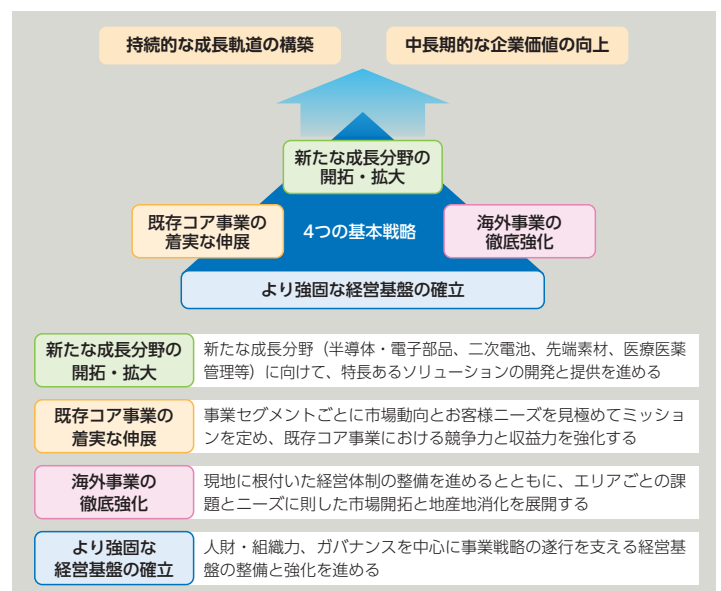 持続的な成長軌道の構築
中長期的な企業価値の向上
新たな成長分野の
開拓・拡大
既存コア事業の
着実な伸展
4つの基本戦略
海外事業の
徹底強化
より強固な経営基盤の確立
新たな成長分野の
開拓・拡大
新たな成長分野（半導体・電子部品、二次電池、先端素材、医療医薬
管理等）に向けて、特長あるソリューションの開発と提供を進める
既存コア事業の
着実な伸展
事業セグメントごとに市場動向とお客様ニーズを見極めてミッショ
ンを定め、既存コア事業における競争力と収益力を強化する
海外事業の
徹底強化
現地に根付いた経営体制の整備を進めるとともに、エリアごとの課
題とニーズに則した市場開拓と地産地消化を展開する
より強固な
経営基盤の確立
人財・組織力、ガバナンスを中心に事業戦略の遂行を支える経営基
盤の整備と強化を進める